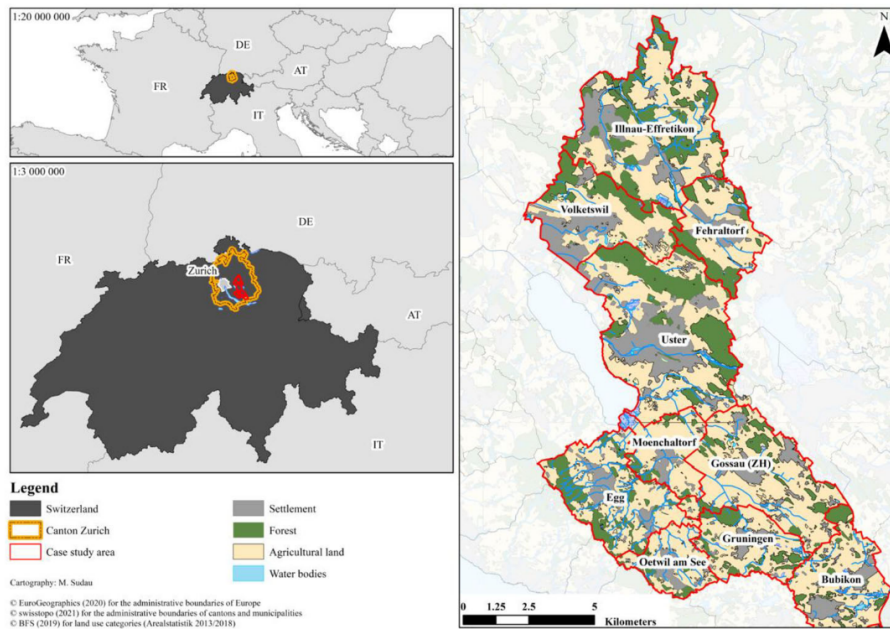 1:20 000 000
DE
FR
AT
IT
1:3 000 000
DE
FR
Zurich
AT
IT
Legend
Switzerland
Canton Zurich
Case study area
Settlement
Forest
Agricultural land
Water bodies
Cartography: M. Sudau
© EuroGeographics (2020) for the administrative boundaries of Europe
© swisstopo (2021) for the administrative boundaries of cantons and municipalities
© BFS (2019) for land use categories (Arealstatistik 2013/2018)
N
Illnau-Effretikon
Volketswil
Fehraltorf
Uster
Moenchaltorf
Gossau (ZH)
Egg
Gruningen
Oetwil am See
Bubikon
0 1.25 2.5 5
Kilometers